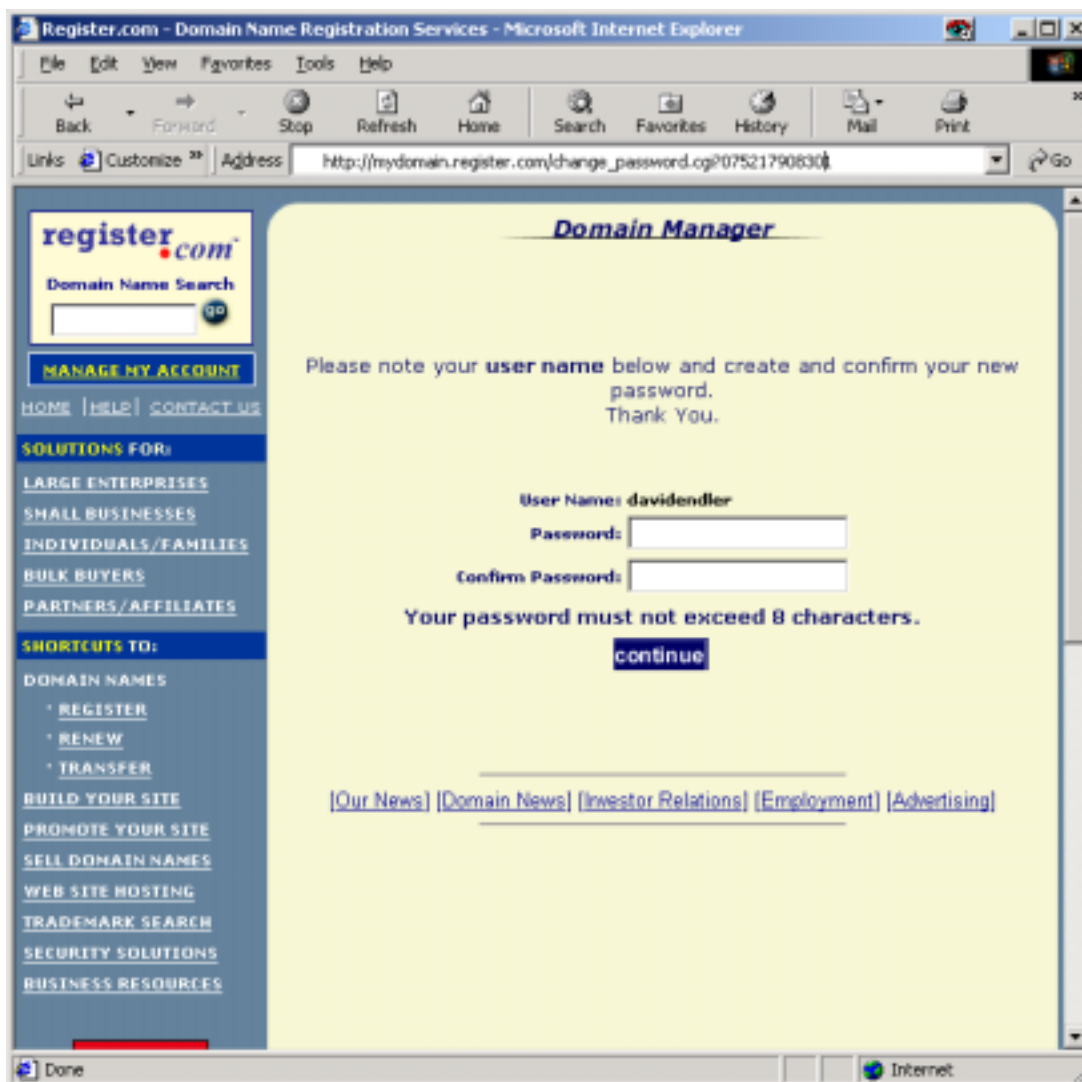 Register.com - Domain Name Registration Services - Microsoft Internet Explorer
File Edit View Favorites Tools Help
Back Forward Stop Refresh Home Search Favorites History Mail Print
Links Customize » Address http://mydomain.register.com/change_password.cgi?075217908301 Go
register.com
Domain Name Search
go
MANAGE MY ACCOUNT
HOME | HELP | CONTACT US
SOLUTIONS FOR:
LARGE ENTERPRISES
SMALL BUSINESSES
INDIVIDUALS/FAMILIES
BULK BUYERS
PARTNERS/AFFILIATES
SHORTCUTS TO:
DOMAIN NAMES
· REGISTER
· RENEW
· TRANSFER
BUILD YOUR SITE
PROMOTE YOUR SITE
SELL DOMAIN NAMES
WEB SITE HOSTING
TRADEMARK SEARCH
SECURITY SOLUTIONS
BUSINESS RESOURCES
Domain Manager
Please note your user name below and create and confirm your new
password.
Thank You.
User Name: davidendler
Password:
Confirm Password:
Your password must not exceed 8 characters.
continue
[Our News] [Domain News] [Investor Relations] [Employment] [Advertising]
Done Internet